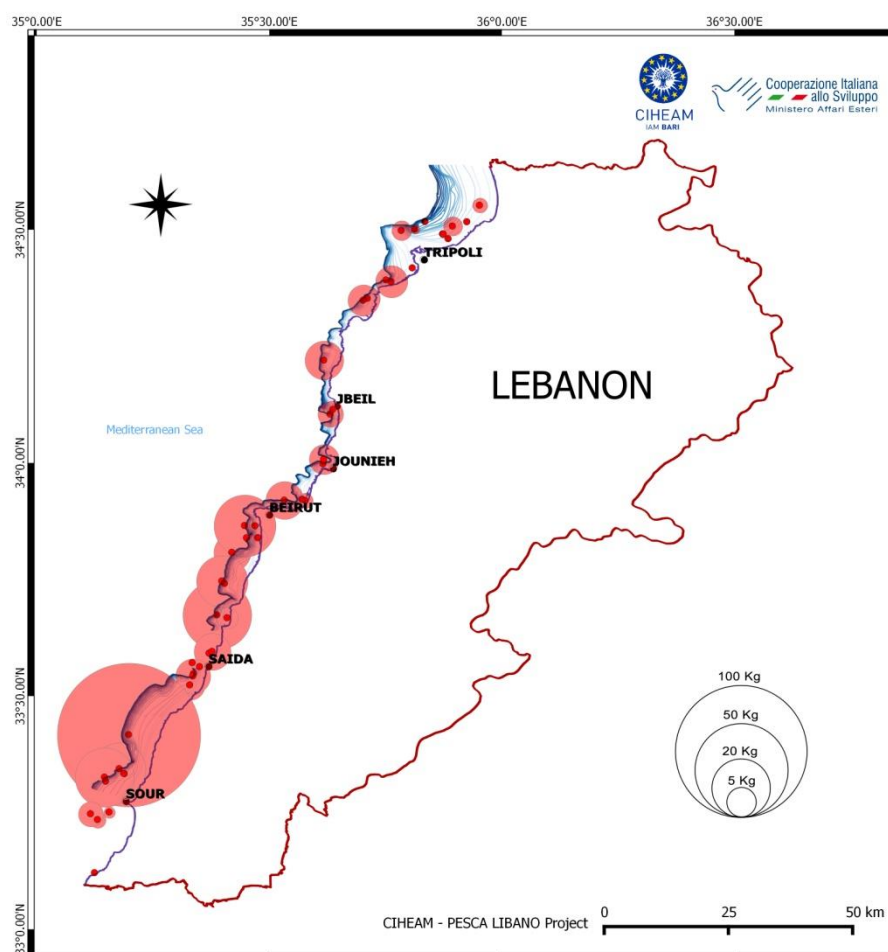 35°0.00'E
35°30.00'E
36°0.00'E
36°30.00'E
CIHEAM
IAM BARI
Cooperazione Italiana
allo Sviluppo
Ministero Affari Esteri
34°30.00'N
TRIPOLI
LEBANON
JBEIL
Mediterranean Sea
34°0.00'N
JOUNIEH
BEIRUT
SAIDA
33°30.00'N
100 Kg
50 Kg
20 Kg
5 Kg
SOUR
33°0.00'N
CIHEAM - PESCA LIBANO Project
0 25 50 km